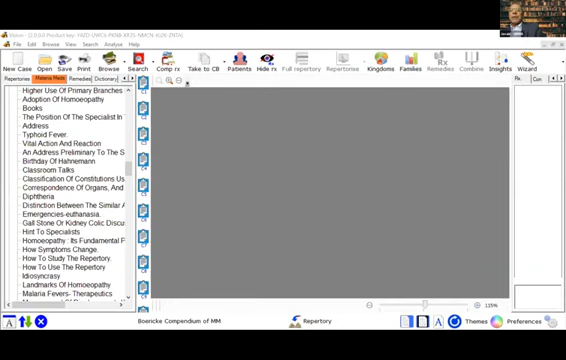 File Edit Browse Search Analyse Help
New Case Open Save Print Browse Search Comp rx Take to CB Patients Hide rx Full repertory Repertorise Kingdoms Families Remedies Combine Insights Wizard
Repertories Materia Medica Remedies Dictionary
Rx Con
Higher Use Of Primary Branches
Adoption Of Homoeopathy
Books
The Position Of The Specialist In
Address
Typhoid Fever.
Vital Action And Reaction
An Address Preliminary To The S
Birthday Of Hahnemann
Classroom Talks
Classification Of Constitutions Us
Correspondence Of Organs, And
Diphtheria
Distinction Between The Similar A
Emergencies-euthanasia.
Gall Stone Or Kidney Colic Discus
Hint To Specialists
Homoeopathy : Its Fundamental P
How Symptoms Change.
How To Study The Repertory.
How To Use The Repertory
Idiosyncrasy
Landmarks Of Homoeopathy
Malaria Fevers- Therapeutics
115%
Boericke Compendium of MM
Repertory
Themes
Preferences